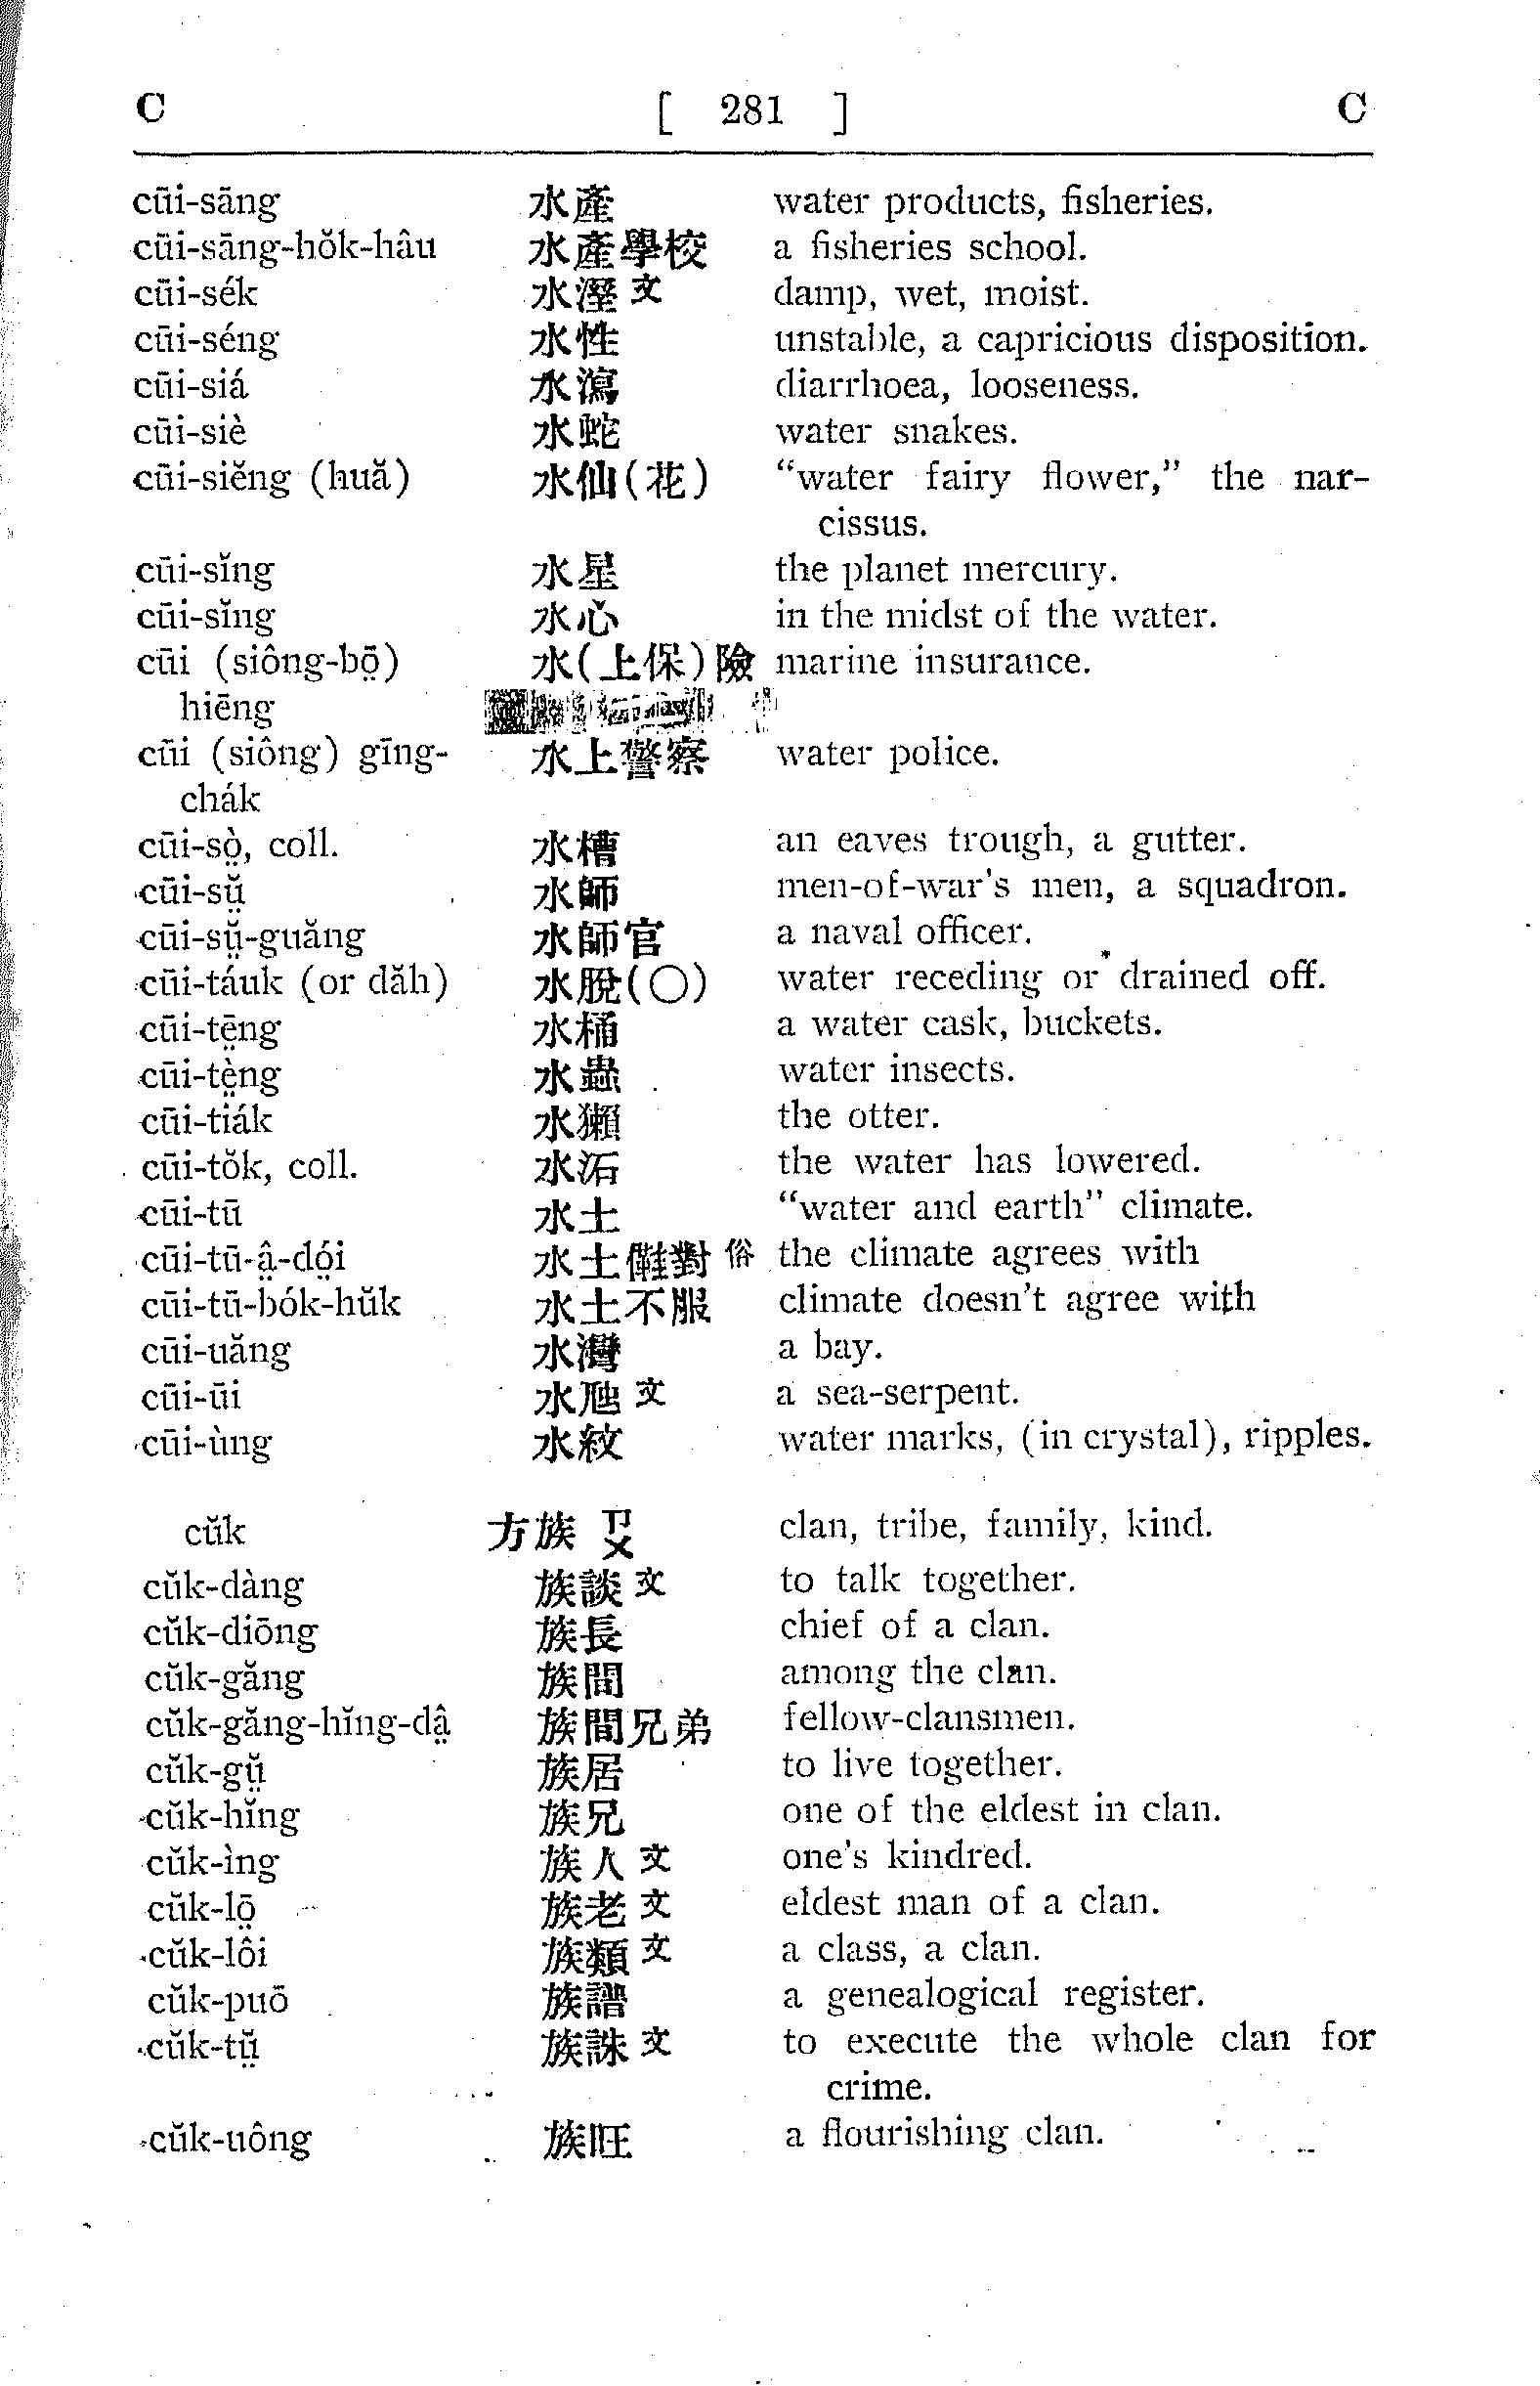 C [ 281 ] C
cūi-sāng 水產 water products, fisheries.
cūi-sāng-hŏk-hâu 水產學校 a fisheries school.
cūi-sék 水溼 文 damp, wet, moist.
cūi-séng 水性 unstable, a capricious disposition.
cūi-siá 水瀉 diarrhoea, looseness.
cūi-siè 水蛇 water snakes.
cūi-siĕng (huă) 水仙(花) “water fairy flower,” the nar-
cissus.
cūi-sĭng 水星 the planet mercury.
cūi-sĭng 水心 in the midst of the water.
cūi (siông-bō̤) 水(上保)險 marine insurance.
hiēng
cūi (siông) gīng- 水上警察 water police.
chák
cūi-sò̤, coll. 水槽 an eaves trough, a gutter.
cūi-sṳ̆ 水師 men-of-war's men, a squadron.
cūi-sṳ̆-guăng 水師官 a naval officer.
cūi-táuk (or dăh) 水脫(〇) water receding or drained off.
cūi-tē̤ng 水桶 a water cask, buckets.
cūi-tè̤ng 水蟲 water insects.
cūi-tiák 水獺 the otter.
cūi-tŏk, coll. 水沰 the water has lowered.
cūi-tū 水土 “water and earth” climate.
cūi-tū-â̤-dó̤i 水土䧥對 俗 the climate agrees with
cūi-tū-bók-hŭk 水土不服 climate doesn't agree with
cūi-uăng 水灣 a bay.
cūi-ūi 水虺 文 a sea-serpent.
cūi-ùng 水紋 water marks, (in crystal), ripples.
cŭk 方族 ㄗㄨ clan, tribe, family, kind.
cŭk-dàng 族談 文 to talk together.
cŭk-diōng 族長 chief of a clan.
cŭk-găng 族間 among the clan.
cŭk-găng-hĭng-dâ̤ 族間兄弟 fellow-clansmen.
cŭk-gṳ̆ 族居 to live together.
cŭk-hĭng 族兄 one of the eldest in clan.
cŭk-ìng 族人 文 one's kindred.
cŭk-lō̤ 族老 文 eldest man of a clan.
cŭk-lôi 族類 文 a class, a clan.
cŭk-puō 族譜 a genealogical register.
cŭk-tṳ̆ 族誅 文 to execute the whole clan for
crime.
cŭk-uông 族旺 a flourishing clan.